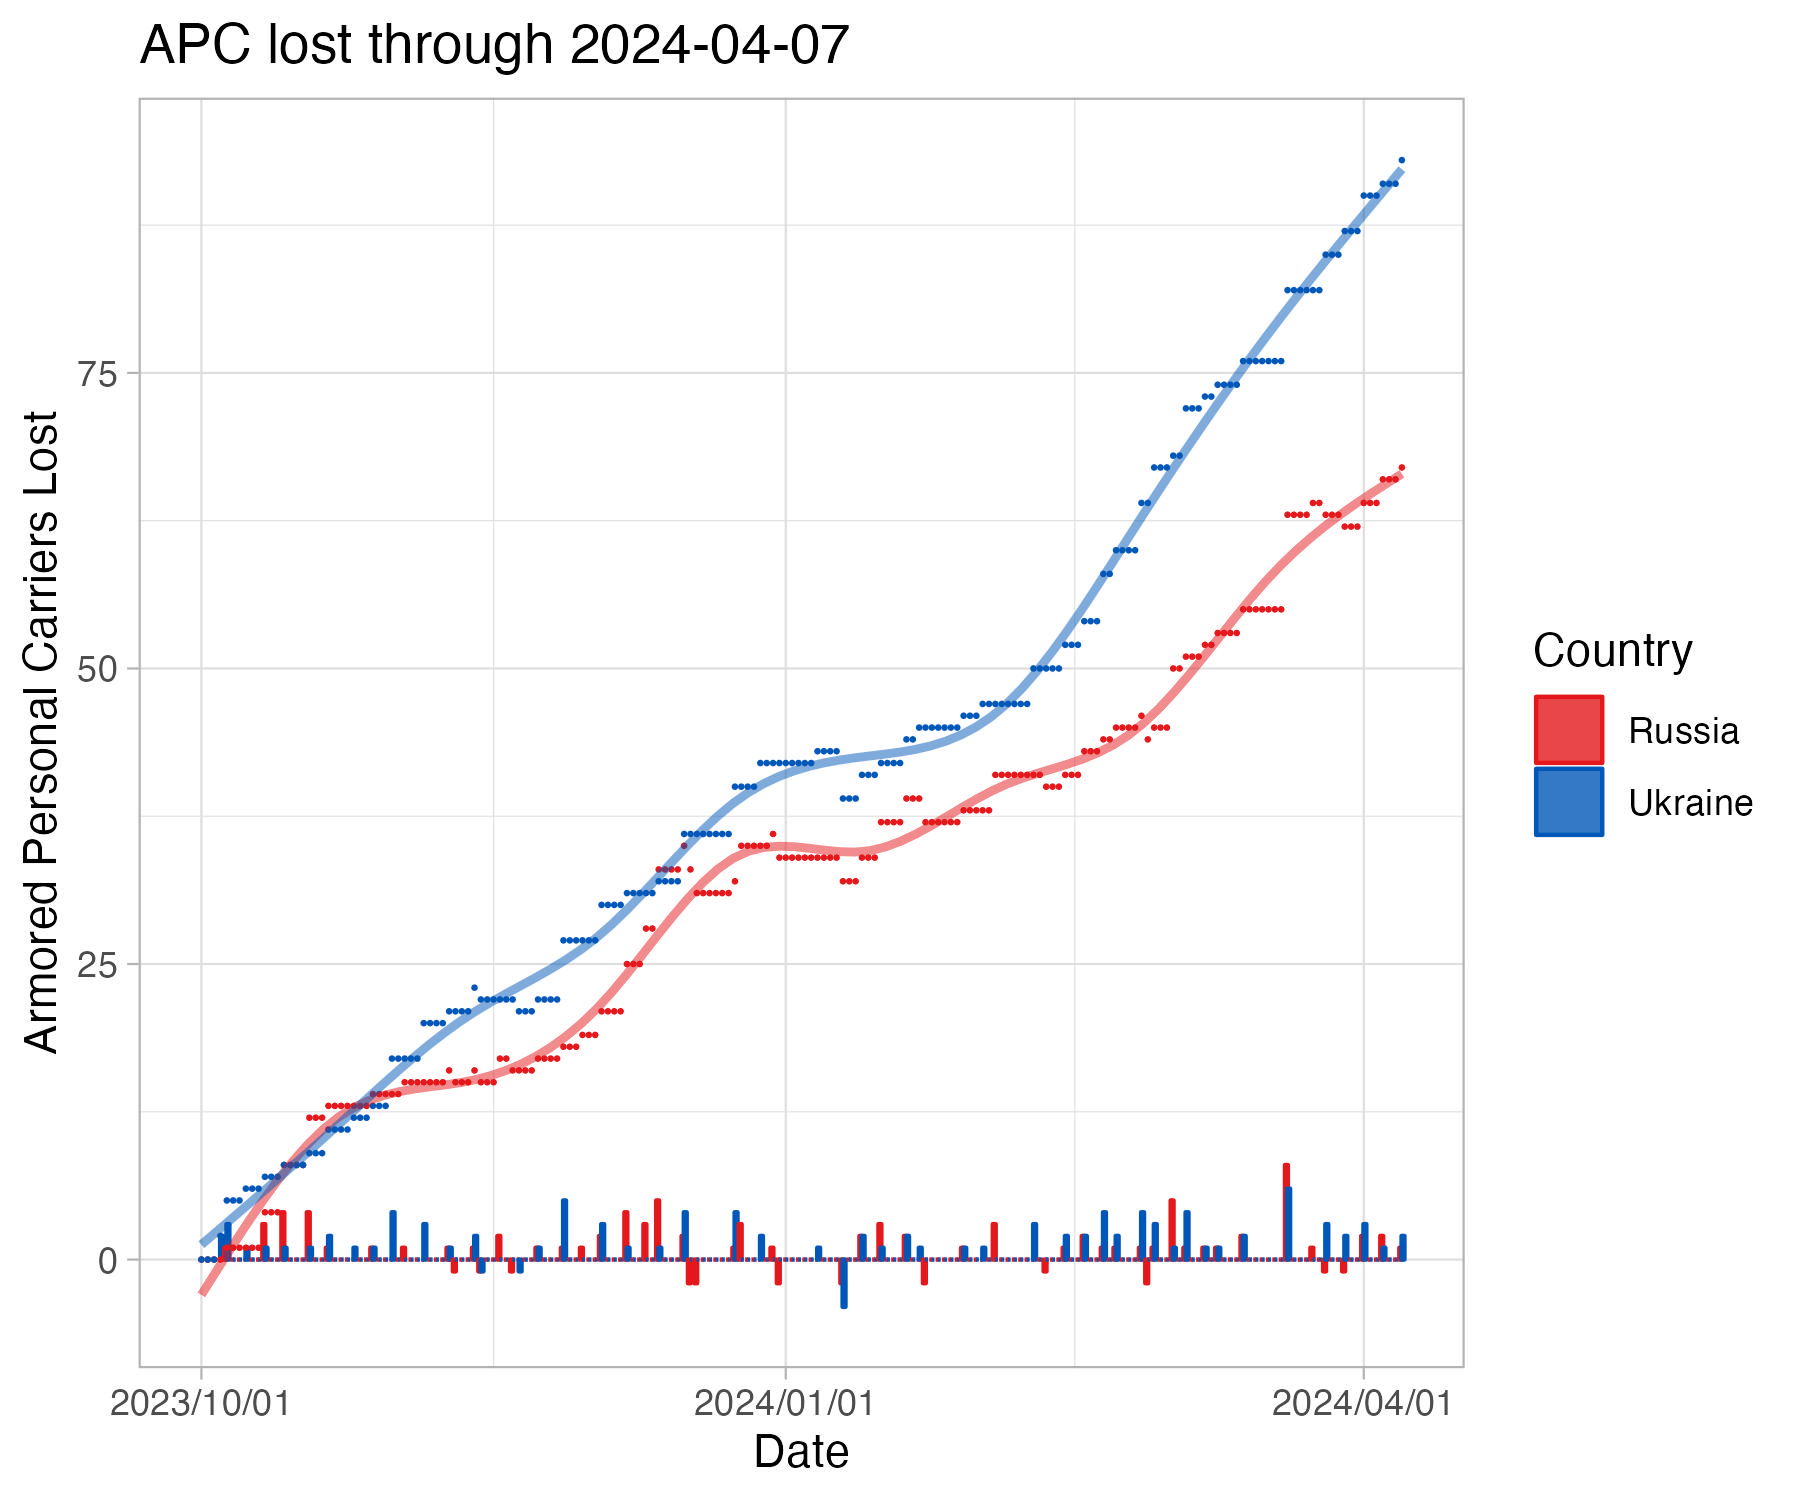 APC lost through 2024-04-07
Armored Personal Carriers Lost
75
50
25
0
2023/10/01
2024/01/01
2024/04/01
Date
Country
Russia
Ukraine